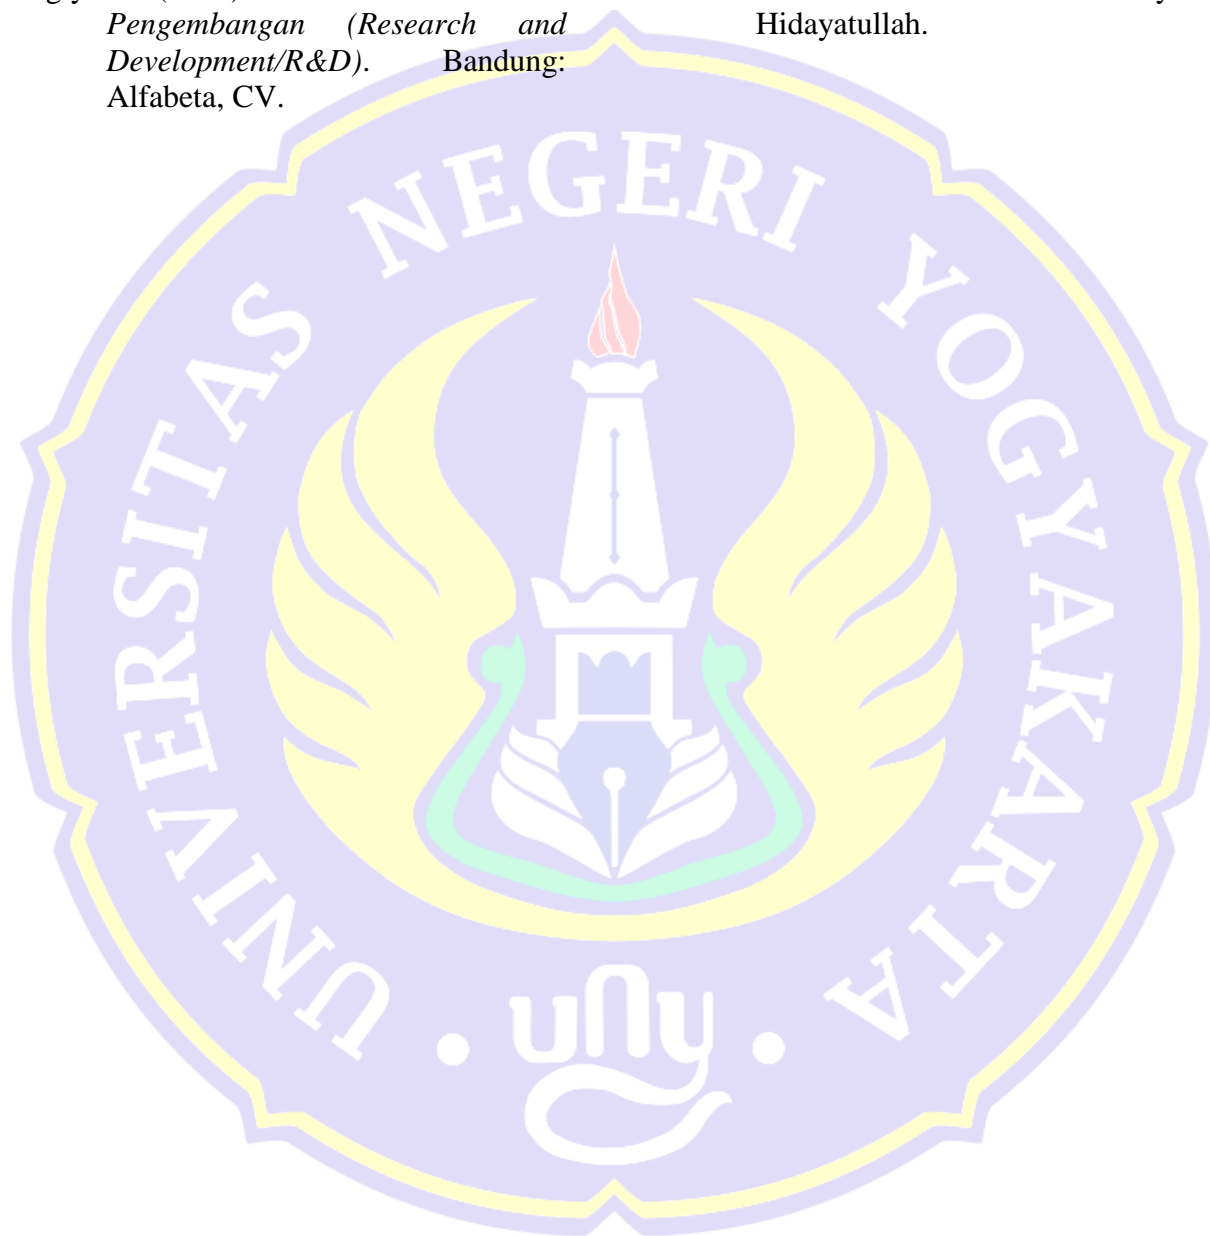 Pengembangan (Research and
Development/R&D). Bandung:
Alfabeta, CV.
Hidayatullah.
UNIVERSITAS NEGERI YOGYAKARTA
uny